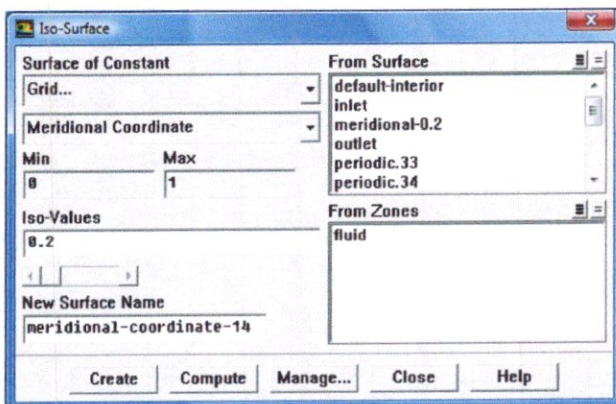 Iso-Surface
Surface of Constant
Grid...
Meridional Coordinate
Min Max
0 1
Iso-Values
0.2
New Surface Name
meridional-coordinate-14
From Surface
default-interior
inlet
meridional-0.2
outlet
periodic.33
periodic.34
From Zones
fluid
Create Compute Manage... Close Help